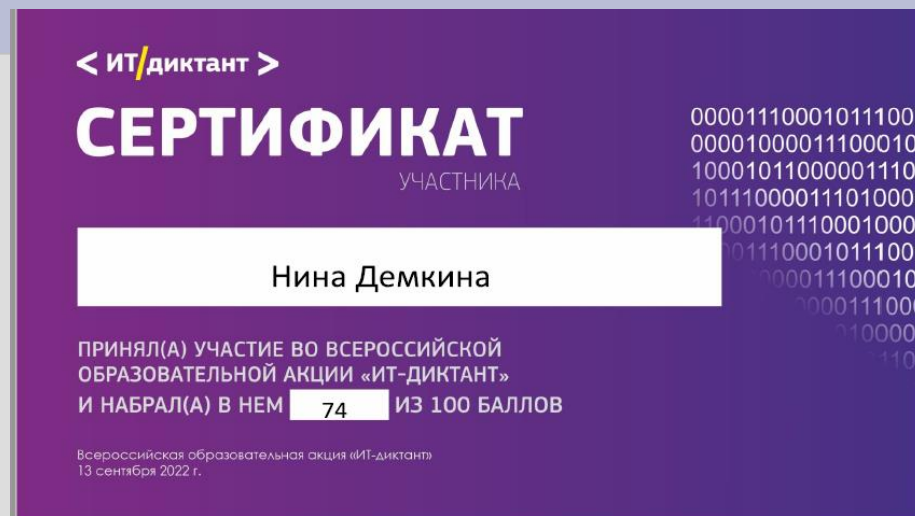 < ИТ/диктант >
СЕРТИФИКАТ
УЧАСТНИКА
Нина Демкина
ПРИНЯЛ(А) УЧАСТИЕ ВО ВСЕРОССИЙСКОЙ
ОБРАЗОВАТЕЛЬНОЙ АКЦИИ «ИТ-ДИКТАНТ»
И НАБРАЛ(А) В НЕМ 74 ИЗ 100 БАЛЛОВ
Всероссийская образовательная акция «ИТ-диктант»
13 сентября 2022 г.
00001110001011100
00001000011100010
10001011000001110
10111000011101000